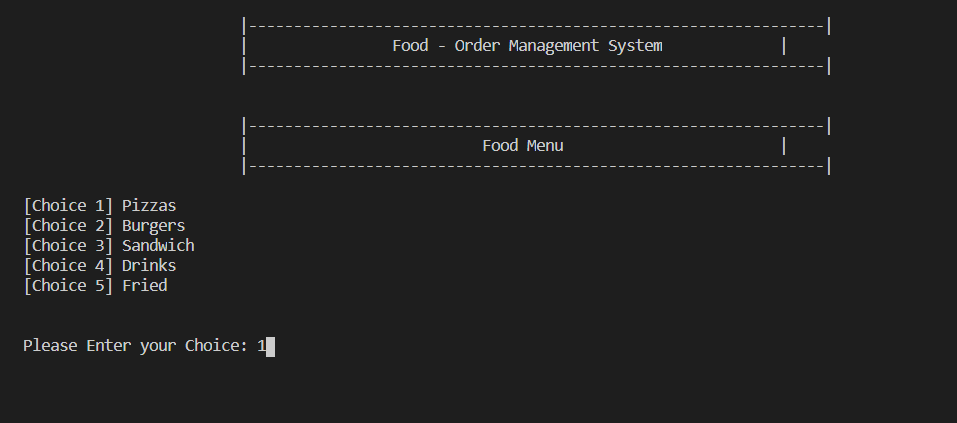 |----------------------------------------------------------------|
|                Food - Order Management System             |
|----------------------------------------------------------------|
|----------------------------------------------------------------|
|                          Food Menu                        |
|----------------------------------------------------------------|
[Choice 1] Pizzas
[Choice 2] Burgers
[Choice 3] Sandwich
[Choice 4] Drinks
[Choice 5] Fried
Please Enter your Choice: 1